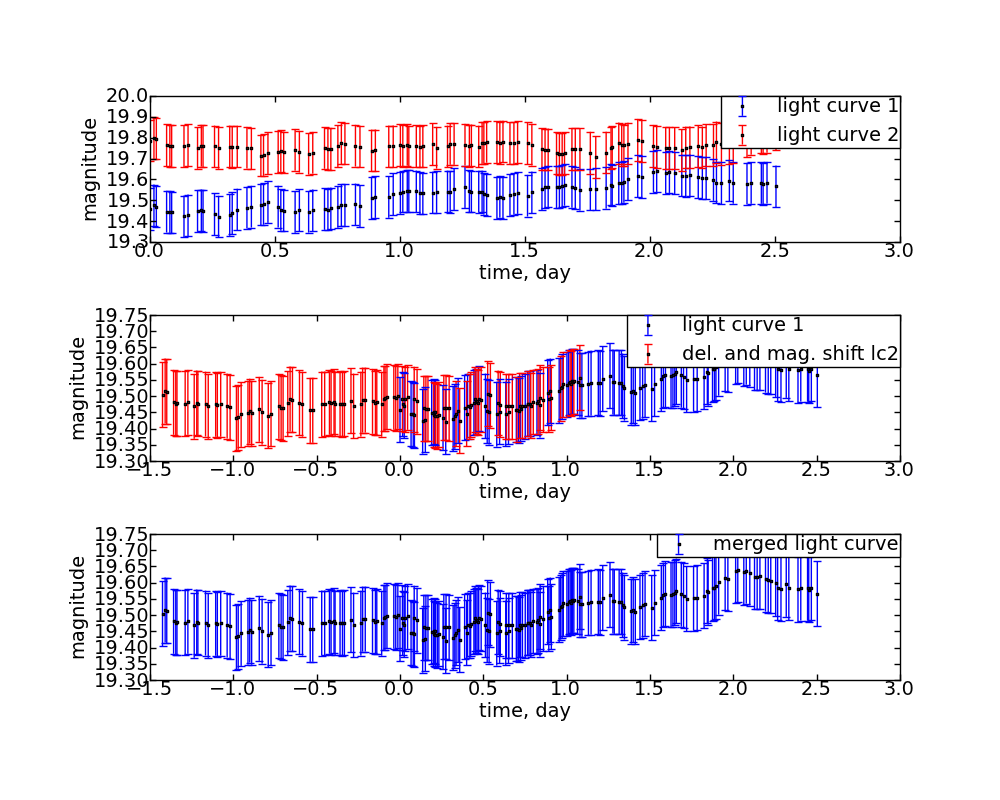 20.0
19.9
19.8
19.7
19.6
19.5
19.4
19.3
magnitude
light curve 1
light curve 2
0.0 0.5 1.0 1.5 2.0 2.5 3.0
time, day
19.75
19.70
19.65
19.60
19.55
19.50
19.45
19.40
19.35
19.30
magnitude
light curve 1
del. and mag. shift lc2
−1.5 −1.0 −0.5 0.0 0.5 1.0 1.5 2.0 2.5 3.0
time, day
19.75
19.70
19.65
19.60
19.55
19.50
19.45
19.40
19.35
19.30
magnitude
merged light curve
−1.5 −1.0 −0.5 0.0 0.5 1.0 1.5 2.0 2.5 3.0
time, day